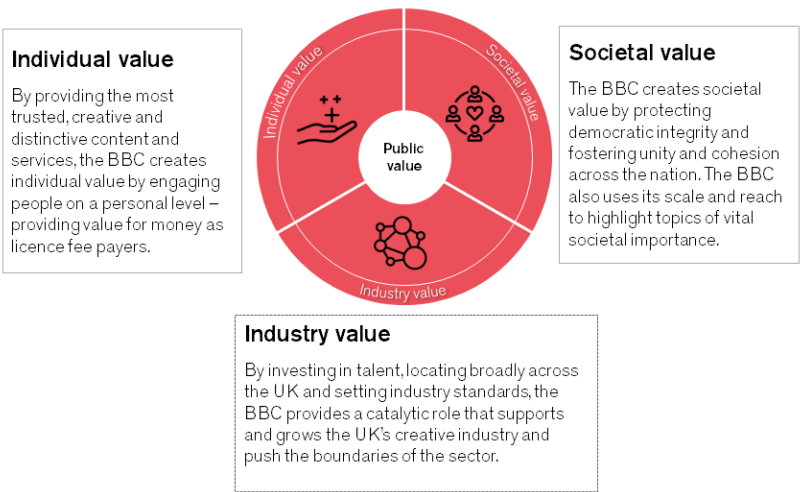 Individual value
By providing the most
trusted, creative and
distinctive content and
services, the BBC creates
individual value by engaging
people on a personal level –
providing value for money as
licence fee payers.
Individual value
Societal value
Public
value
Industry value
Societal value
The BBC creates societal
value by protecting
democratic integrity and
fostering unity and cohesion
across the nation. The BBC
also uses its scale and reach
to highlight topics of vital
societal importance.
Industry value
By investing in talent, locating broadly across
the UK and setting industry standards, the
BBC provides a catalytic role that supports
and grows the UK's creative industry and
push the boundaries of the sector.